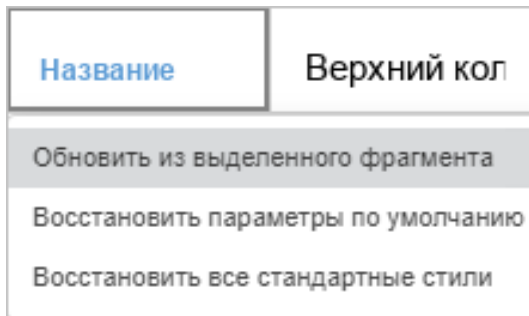 Название Верхний кол
Обновить из выделенного фрагмента
Восстановить параметры по умолчанию
Восстановить все стандартные стили